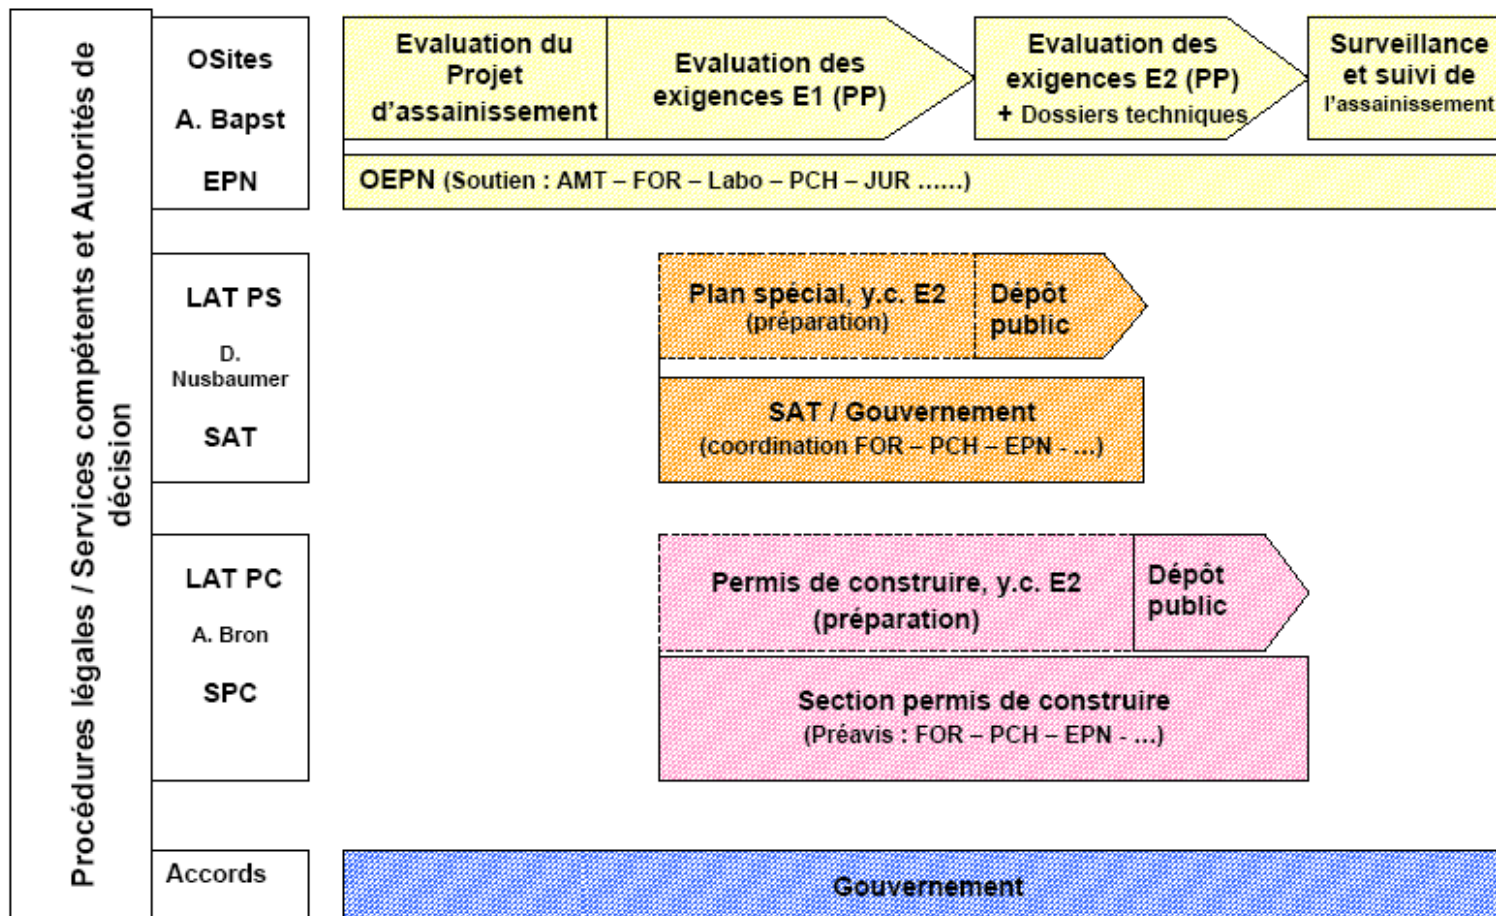 Procédures légales / Services compétents et Autorités de
décision
OSites
A. Bapst
EPN
Evaluation du
Projet
d'assainissement
Evaluation des
exigences E1 (PP)
Evaluation des
exigences E2 (PP)
+ Dossiers techniques
Surveillance
et suivi de
l'assainissement
OEPN (Soutien : AMT – FOR – Labo – PCH – JUR ……)
LAT PS
D.
Nusbaumer
SAT
Plan spécial, y.c. E2
(préparation)
Dépôt
public
SAT / Gouvernement
(coordination FOR – PCH – EPN - …)
LAT PC
A. Bron
SPC
Permis de construire, y.c. E2
(préparation)
Dépôt
public
Section permis de construire
(Préavis : FOR – PCH – EPN - …)
Accords
Gouvernement